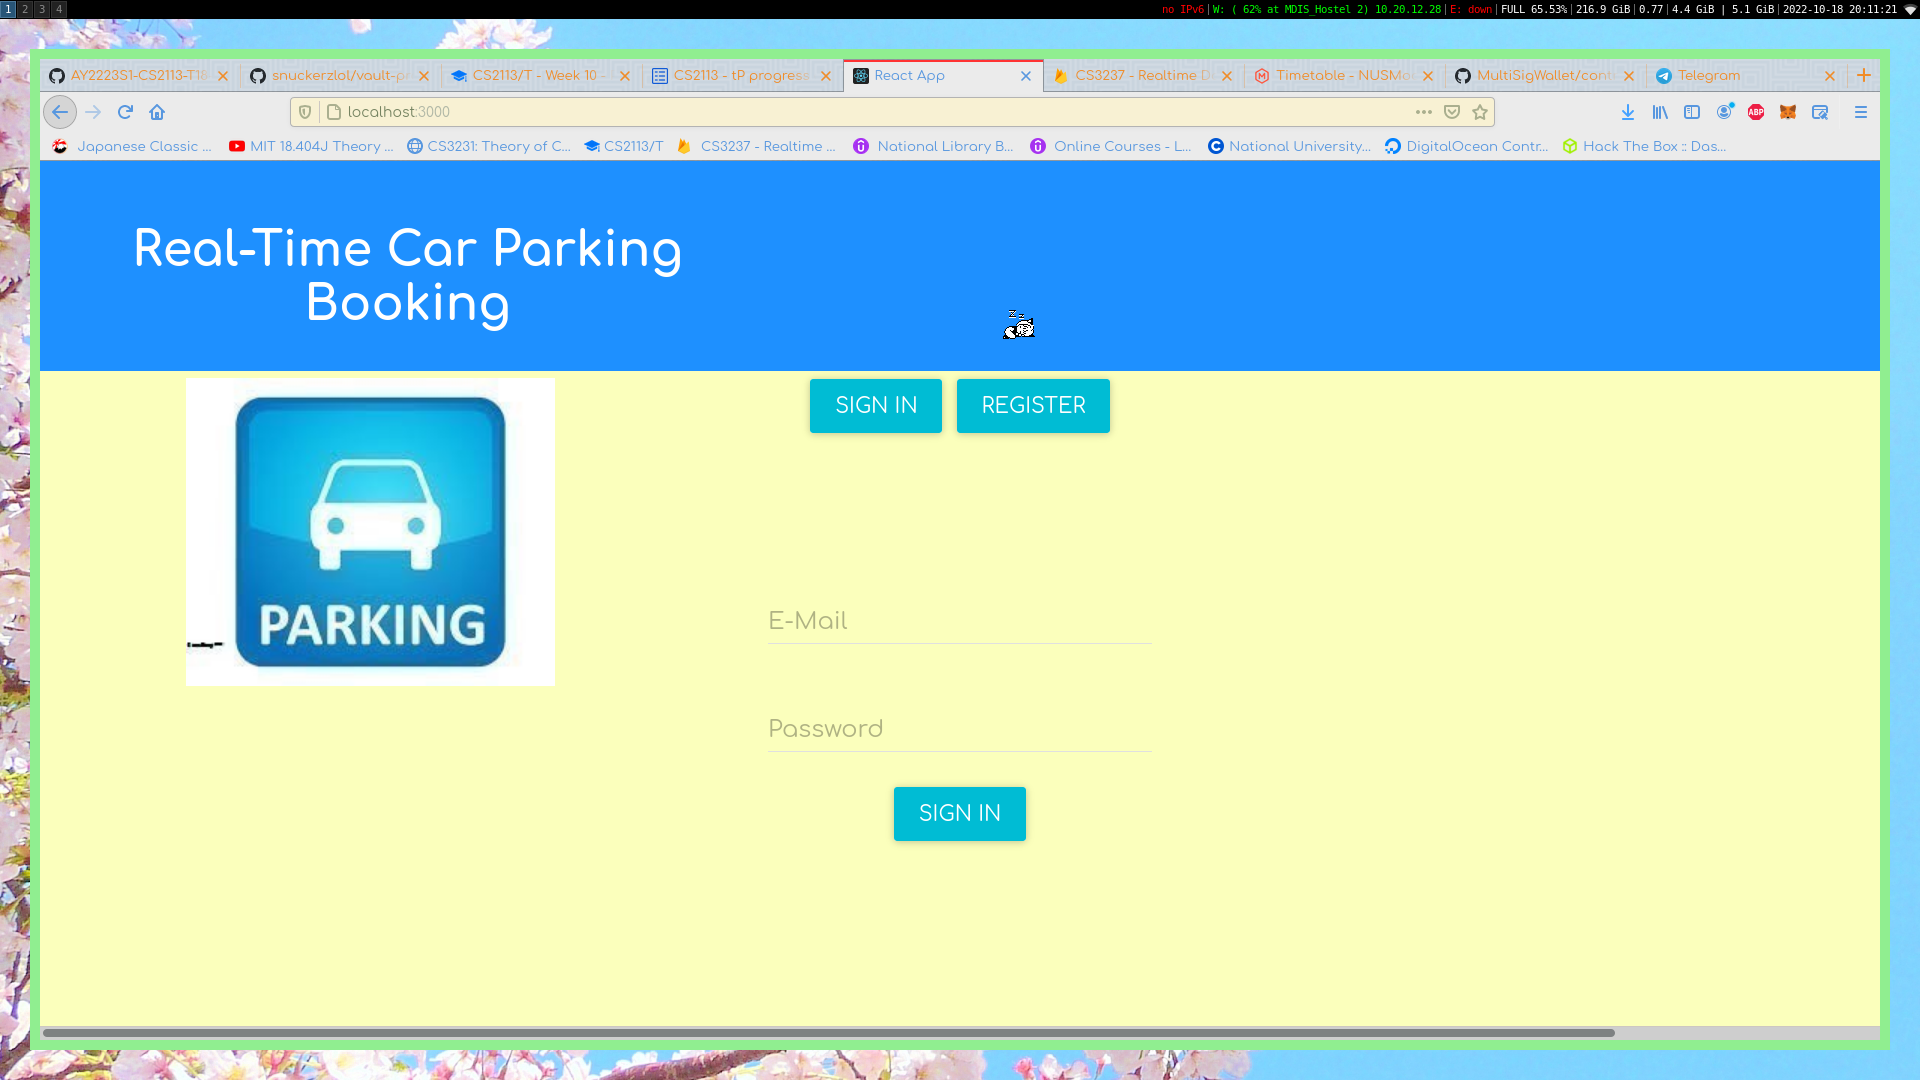 1 2 3 4
no IPv6|W: ( 62% at MDIS_Hostel 2) 10.20.12.28|E: down|FULL 65.53%|216.9 GiB|0.77|4.4 GiB | 5.1 GiB|2022-10-18 20:11:21
AY2223S1-CS2113-T18 snuckerzlol/vault-p CS2113/T - Week 10 - CS2113 - tP progress React App CS3237 - Realtime D Timetable - NUSMo MultiSigWallet/cont Telegram
localhost:3000
ABP
Japanese Classic ... MIT 18.404J Theory ... CS3231: Theory of C... CS2113/T CS3237 - Realtime ... National Library B... Online Courses - L... National University... DigitalOcean Contr... Hack The Box :: Das...
Real-Time Car Parking
Booking
z z
SIGN IN REGISTER
PARKING
E-Mail
Password
SIGN IN